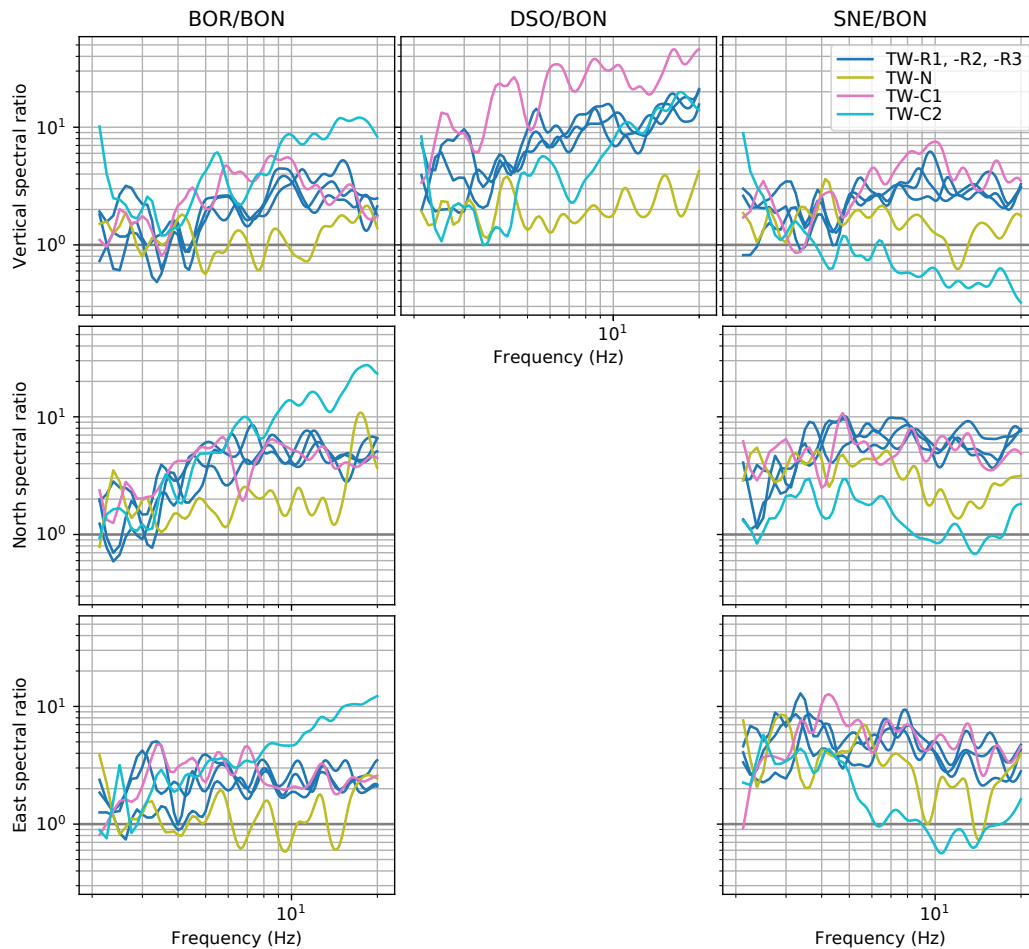 BOR/BON
DSO/BON
SNE/BON
Vertical spectral ratio
10¹
10⁰
TW-R1, -R2, -R3
TW-N
TW-C1
TW-C2
10¹
Frequency (Hz)
North spectral ratio
10¹
10⁰
East spectral ratio
10¹
10⁰
10¹
Frequency (Hz)
10¹
Frequency (Hz)